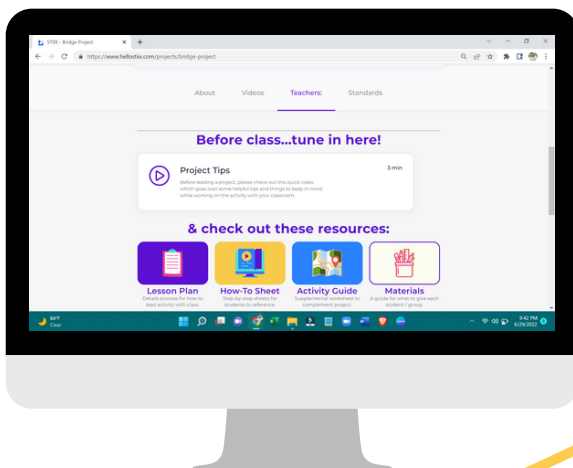 STIIX - Bridge Project
https://www.hellostiix.com/projects/bridge-project
About Videos Teachers: Standards
Before class...tune in here!
Project Tips
3 min
Before leading a project, please check out this quick video
which goes over some helpful tips and things to keep in mind
while working on the activity with your classroom.
& check out these resources:
Lesson Plan
Details process for how to
lead activity with class.
How-To Sheet
Step-by-step sheets for
students to reference.
Activity Guide
Supplemental worksheet to
complement project.
Materials
A guide for what to give each
student / group.
84°F
Clear
9:42 PM
6/29/2022